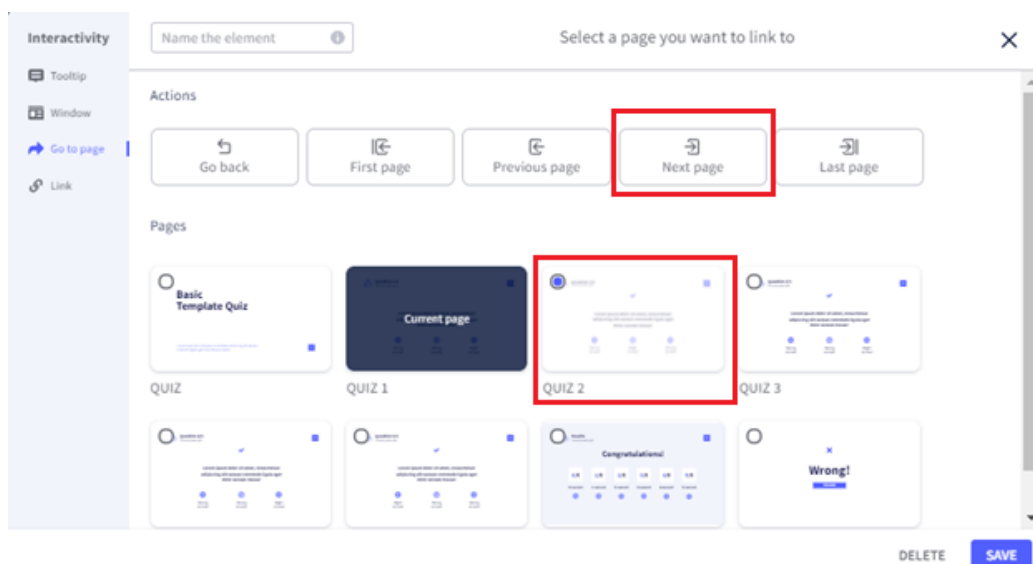 Interactivity
Name the element
Select a page you want to link to
Tooltip
Window
Go to page
Link
Actions
Go back
First page
Previous page
Next page
Last page
Pages
Basic
Template Quiz
Current page
QUIZ
QUIZ 1
QUIZ 2
QUIZ 3
Congratulations!
Wrong!
DELETE
SAVE